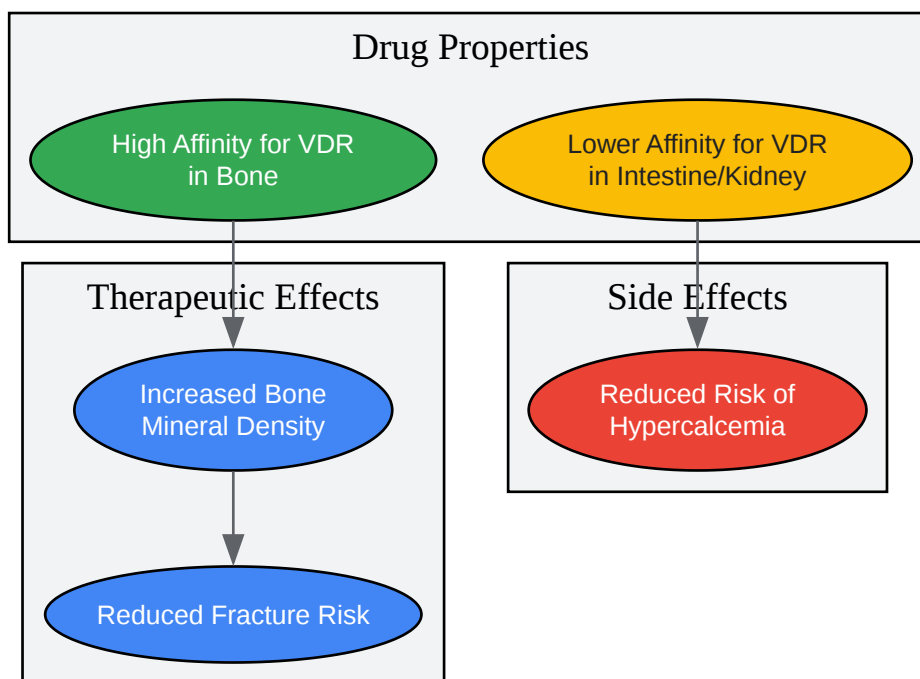 Drug Properties
High Affinity for VDR
in Bone
Lower Affinity for VDR
in Intestine/Kidney
Therapeutic Effects
Increased Bone
Mineral Density
Reduced Fracture Risk
Side Effects
Reduced Risk of
Hypercalcemia